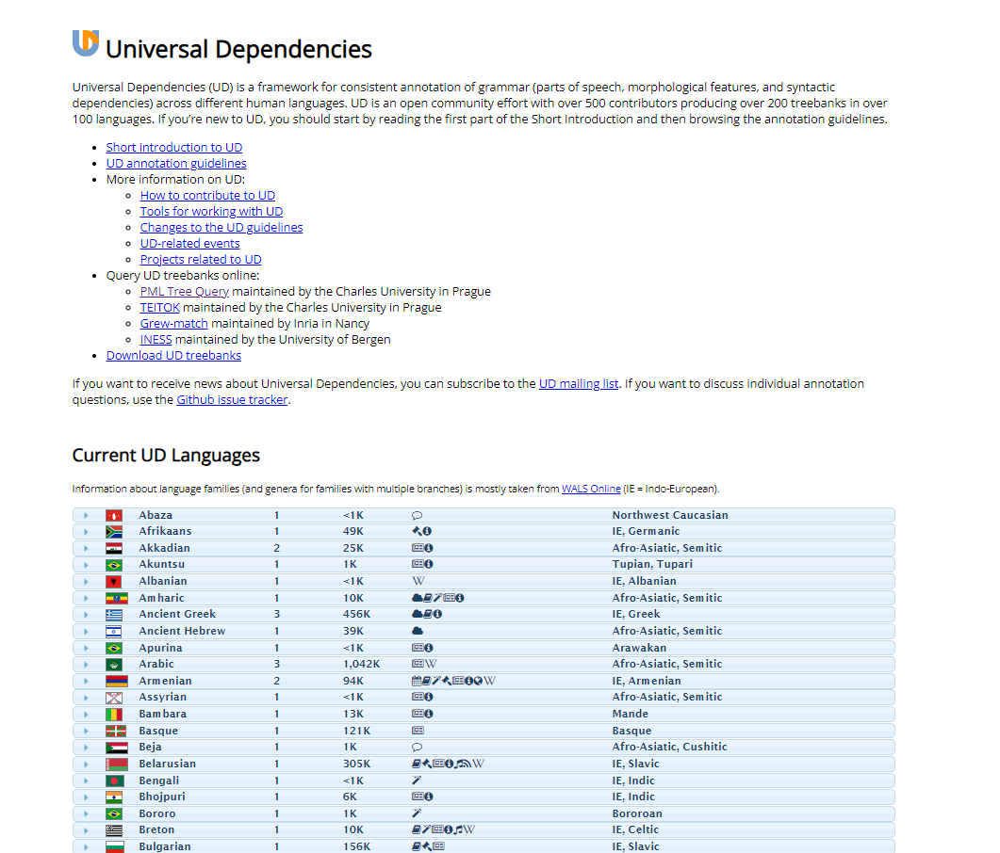 Universal Dependencies
Universal Dependencies (UD) is a framework for consistent annotation of grammar (parts of speech, morphological features, and syntactic
dependencies) across different human languages. UD is an open community effort with over 500 contributors producing over 200 treebanks in over
100 languages. If you’re new to UD, you should start by reading the first part of the Short Introduction and then browsing the annotation guidelines.
Short introduction to UD
UD annotation guidelines
More information on UD:
How to contribute to UD
Tools for working with UD
Changes to the UD guidelines
UD-related events
Projects related to UD
Query UD treebanks online:
PML Tree Query maintained by the Charles University in Prague
TEITOK maintained by the Charles University in Prague
Grew-match maintained by Inria in Nancy
INESS maintained by the University of Bergen
Download UD treebanks
If you want to receive news about Universal Dependencies, you can subscribe to the UD mailing list. If you want to discuss individual annotation
questions, use the Github issue tracker.
Current UD Languages
Information about language families (and genera for families with multiple branches) is mostly taken from WALS Online (IE = Indo-European).
Abaza 1 <1K Northwest Caucasian
Afrikaans 1 49K IE, Germanic
Akkadian 2 25K Afro-Asiatic, Semitic
Akuntsu 1 1K Tupian, Tupari
Albanian 1 <1K W IE, Albanian
Amharic 1 10K Afro-Asiatic, Semitic
Ancient Greek 3 456K IE, Greek
Ancient Hebrew 1 39K Afro-Asiatic, Semitic
Apurina 1 <1K Arawakan
Arabic 3 1,042K W Afro-Asiatic, Semitic
Armenian 2 94K W IE, Armenian
Assyrian 1 <1K Afro-Asiatic, Semitic
Bambara 1 13K Mande
Basque 1 121K Basque
Beja 1 1K Afro-Asiatic, Cushitic
Belarusian 1 305K W IE, Slavic
Bengali 1 <1K IE, Indic
Bhojpuri 1 6K IE, Indic
Bororo 1 1K Bororoan
Breton 1 10K W IE, Celtic
Bulgarian 1 156K IE, Slavic